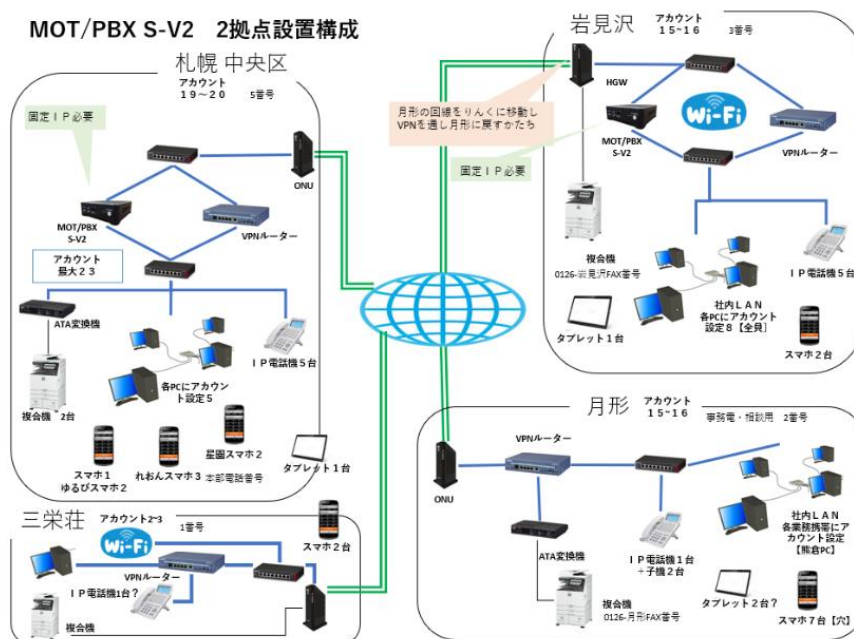 MOT/PBX S-V2　2拠点設置構成
札幌 中央区
アカウント
19～20
5番号
固定IP必要
ONU
MOT/PBX
S-V2
VPNルーター
アカウント
最大23
ATA変換機
複合機 2台
各PCにアカウ
ント設定5
IP電話機5台
スマホ1
ゆるびスマホ2
れおんスマホ3
星園スマホ2
本部電話番号
タブレット1台
三栄荘
アカウント2~3
1番号
Wi-Fi
VPNルーター
IP電話機1台?
複合機
スマホ2台
岩見沢
アカウント
15~16
3番号
HGW
月形の回線をりんくに移動し
VPNを通し月形に戻すかたち
固定IP必要
Wi-Fi
MOT/PBX
S-V2
VPNルーター
複合機
0126-岩見沢FAX番号
タブレット1台
社内LAN
各PCにアカウント
設定8【全員】
IP電話機5台
スマホ2台
月形
アカウント
15~16
事務電・相談用　2番号
ONU
VPNルーター
ATA変換機
複合機
0126-月形FAX番号
IP電話機1台
+子機2台
社内LAN
各業務携帯にア
カウント設定
【熊倉PC】
タブレット2台?
スマホ7台【穴】